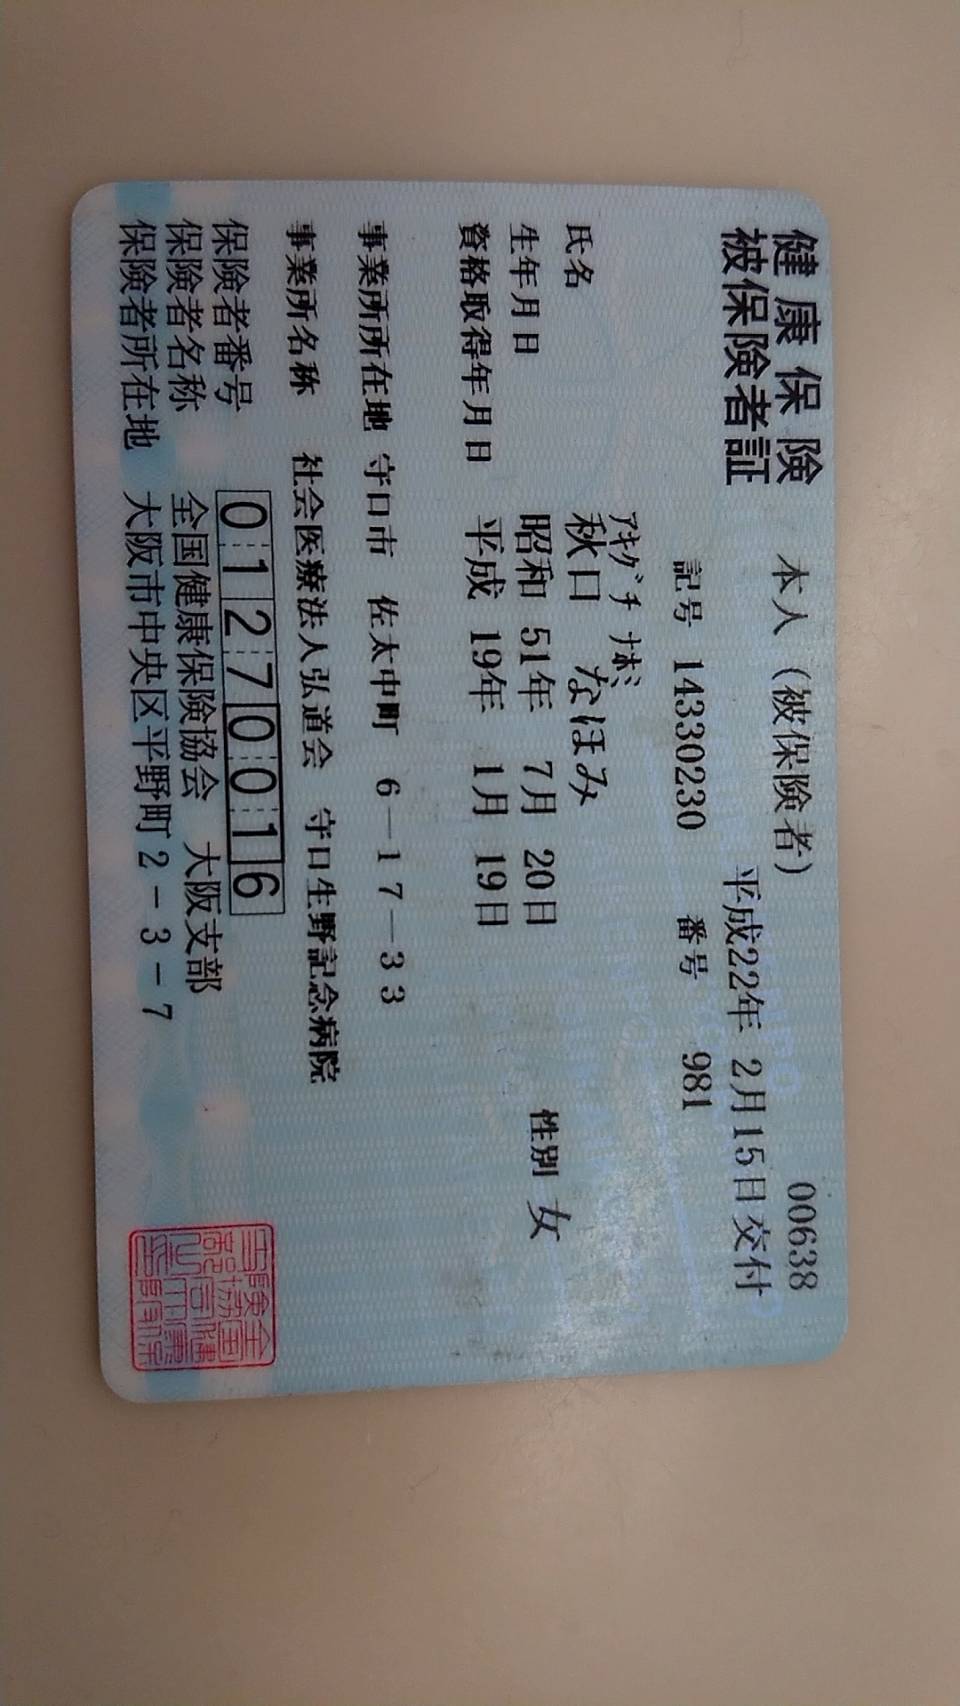 健康保険 本人（被保険者） 00638
被保険者証 平成22年 2月15日交付
記号 14330230 番号 981
ｱｷｸﾞﾁ ﾅﾎﾐ
氏名 秋口 なほみ
生年月日 昭和 51年 7月 20日 性別 女
資格取得年月日 平成 19年 1月 19日
事業所所在地 守口市 佐太中町 6－17－33
事業所名称 社会医療法人弘道会 守口生野記念病院
保険者番号 01270016
保険者名称 全国健康保険協会 大阪支部
保険者所在地 大阪市中央区平野町2-3-7